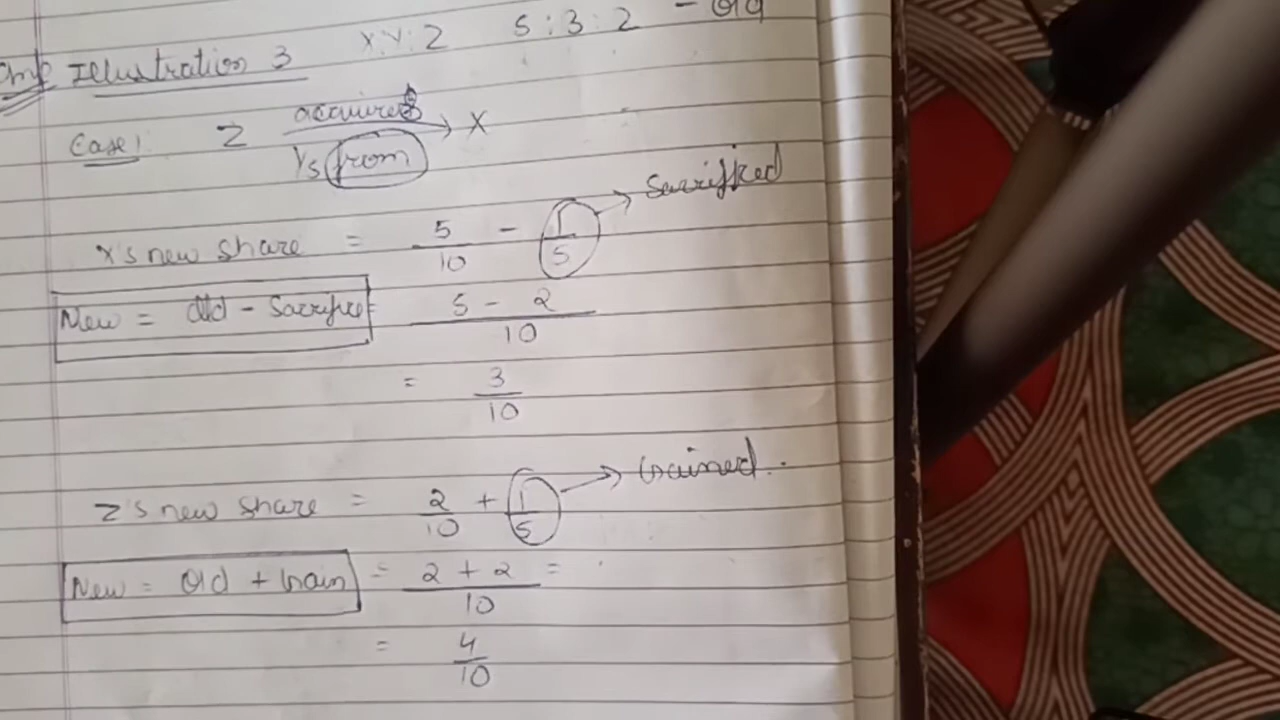 Imp Illustration 3 X:Y:Z 5:3:2 - Old
Case 1 Z acquires → X
1/5 from
X's new share = 5/10 - 1/5 → Sacrificed
New = Old - Sacrifice = 5 - 2 / 10
= 3/10
Z's new share = 2/10 + 1/5 → Gained
New = Old + Gain = 2 + 2 / 10 =
= 4/10